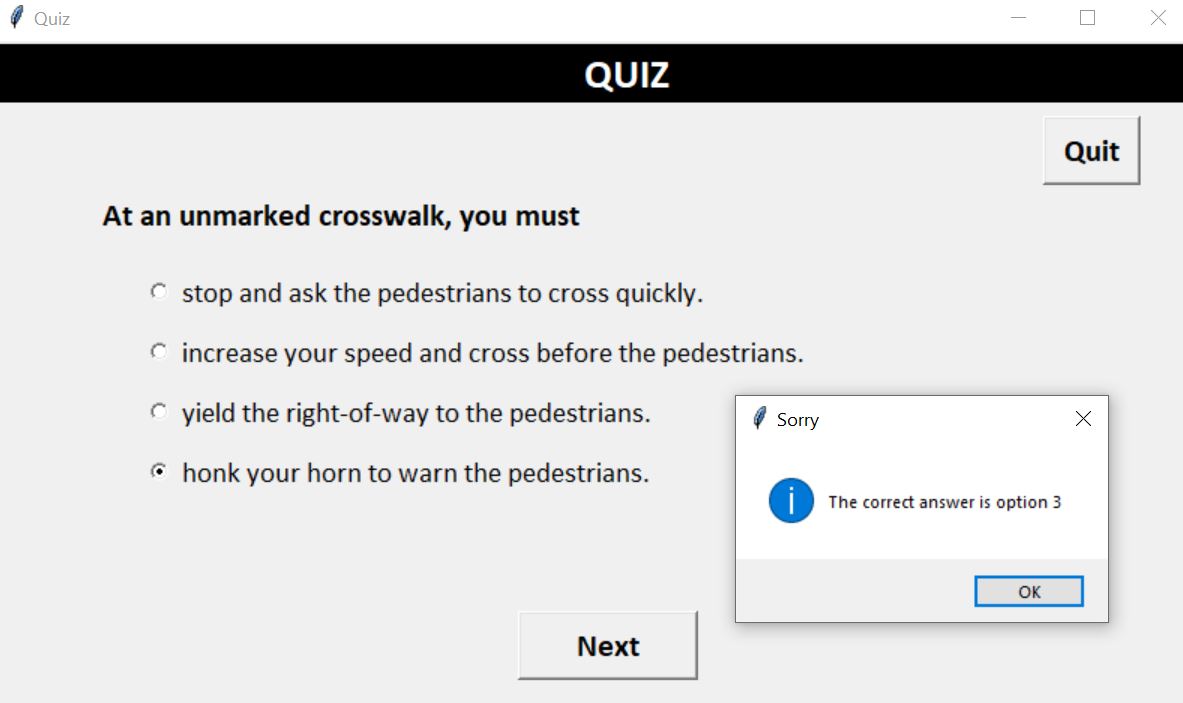 Quiz
QUIZ
Quit
At an unmarked crosswalk, you must
stop and ask the pedestrians to cross quickly.
increase your speed and cross before the pedestrians.
yield the right-of-way to the pedestrians.
honk your horn to warn the pedestrians.
Sorry
The correct answer is option 3
OK
Next